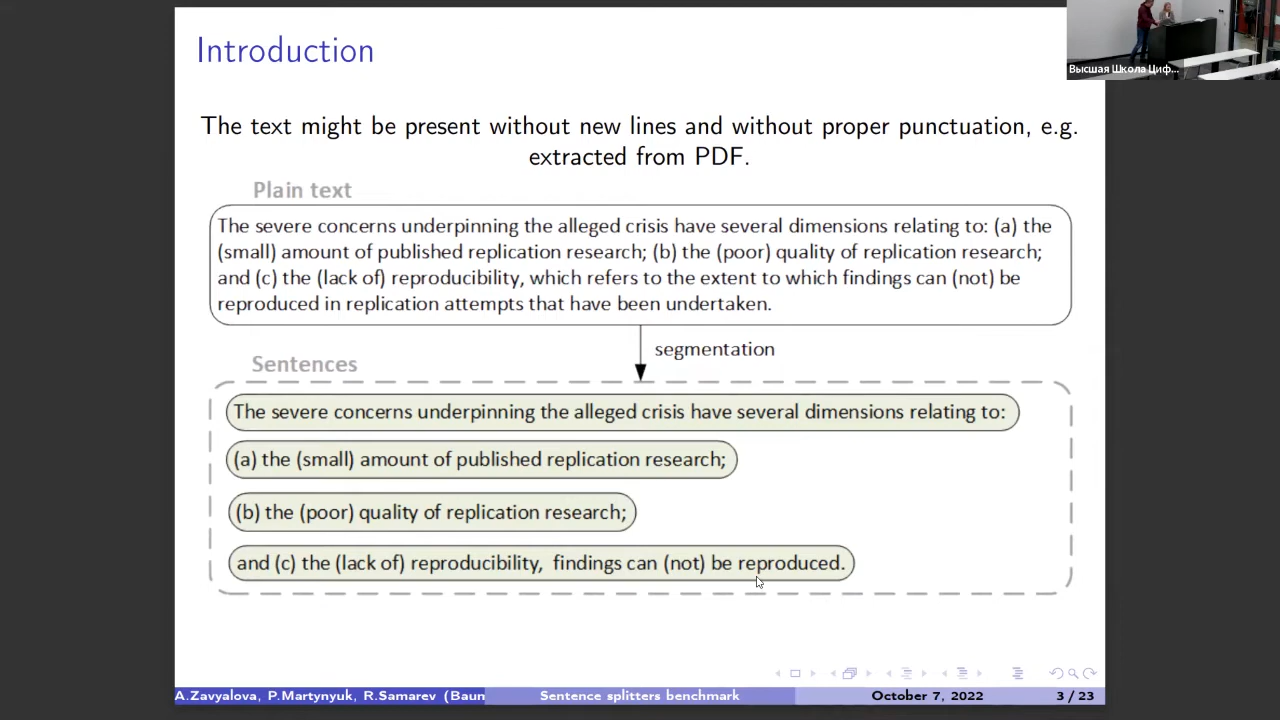 Introduction
Высшая Школа Циф...
The text might be present without new lines and without proper punctuation, e.g.
extracted from PDF.
Plain text
The severe concerns underpinning the alleged crisis have several dimensions relating to: (a) the
(small) amount of published replication research; (b) the (poor) quality of replication research;
and (c) the (lack of) reproducibility, which refers to the extent to which findings can (not) be
reproduced in replication attempts that have been undertaken.
segmentation
Sentences
The severe concerns underpinning the alleged crisis have several dimensions relating to:
(a) the (small) amount of published replication research;
(b) the (poor) quality of replication research;
and (c) the (lack of) reproducibility, findings can (not) be reproduced.
A.Zavyalova, P.Martynyuk, R.Samarev (Baum
Sentence splitters benchmark
October 7, 2022
3 / 23